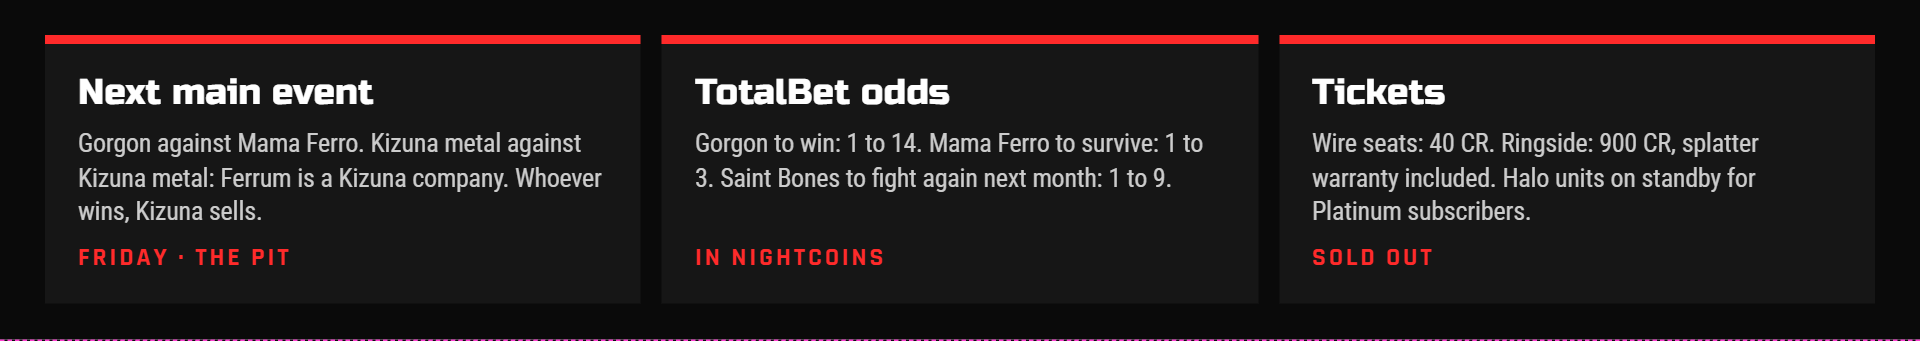 Next main event
Gorgon against Mama Ferro. Kizuna metal against
Kizuna metal: Ferrum is a Kizuna company. Whoever
wins, Kizuna sells.
FRIDAY · THE PIT
TotalBet odds
Gorgon to win: 1 to 14. Mama Ferro to survive: 1 to
3. Saint Bones to fight again next month: 1 to 9.
IN NIGHTCOINS
Tickets
Wire seats: 40 CR. Ringside: 900 CR, splatter
warranty included. Halo units on standby for
Platinum subscribers.
SOLD OUT